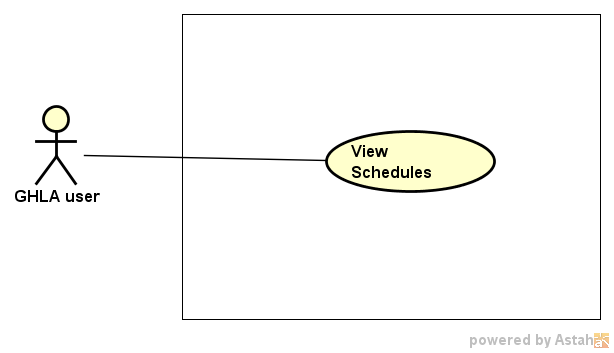 View
Schedules
GHLA user
powered by Astah